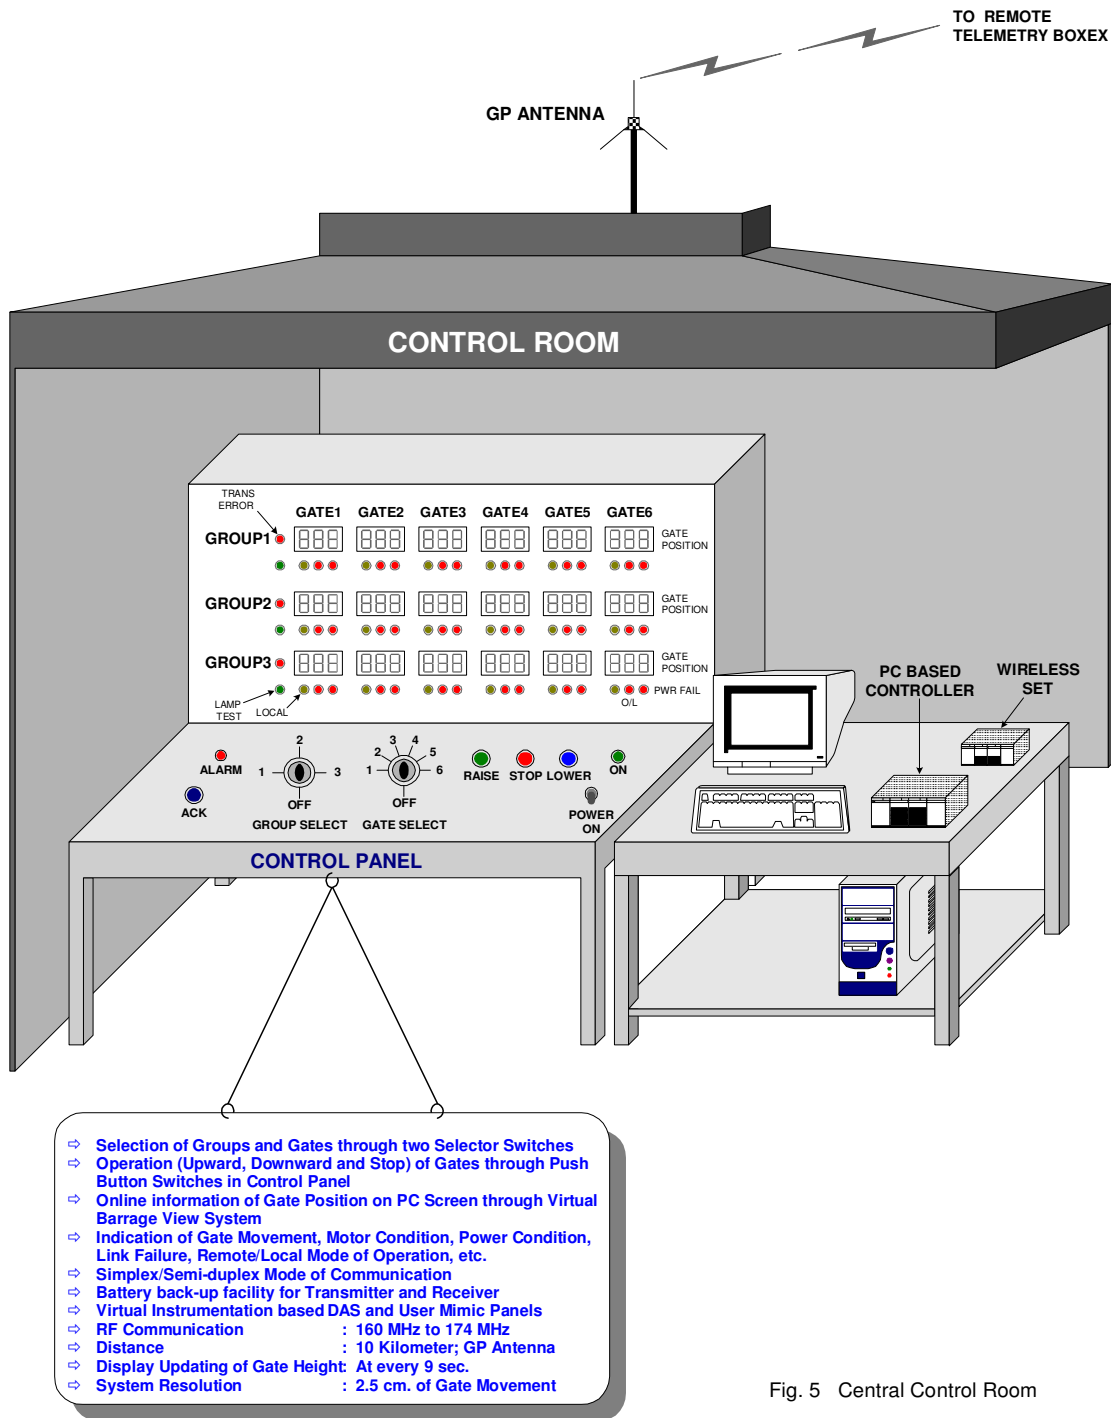 TO REMOTE
TELEMETRY BOXEX
GP ANTENNA
CONTROL ROOM
TRANS
ERROR
GATE1 GATE2 GATE3 GATE4 GATE5 GATE6
GROUP1
GATE
POSITION
GROUP2
GATE
POSITION
GROUP3
GATE
POSITION
LAMP
TEST
LOCAL
PWR FAIL
O/L
PC BASED
CONTROLLER
WIRELESS
SET
ALARM
ACK
1 2 3
OFF
GROUP SELECT
1 2 3 4 5 6
OFF
GATE SELECT
RAISE STOP LOWER ON
POWER
ON
CONTROL PANEL
⇨ Selection of Groups and Gates through two Selector Switches
⇨ Operation (Upward, Downward and Stop) of Gates through Push
Button Switches in Control Panel
⇨ Online information of Gate Position on PC Screen through Virtual
Barrage View System
⇨ Indication of Gate Movement, Motor Condition, Power Condition,
Link Failure, Remote/Local Mode of Operation, etc.
⇨ Simplex/Semi-duplex Mode of Communication
⇨ Battery back-up facility for Transmitter and Receiver
⇨ Virtual Instrumentation based DAS and User Mimic Panels
⇨ RF Communication : 160 MHz to 174 MHz
⇨ Distance : 10 Kilometer; GP Antenna
⇨ Display Updating of Gate Height: At every 9 sec.
⇨ System Resolution : 2.5 cm. of Gate Movement
Fig. 5 Central Control Room